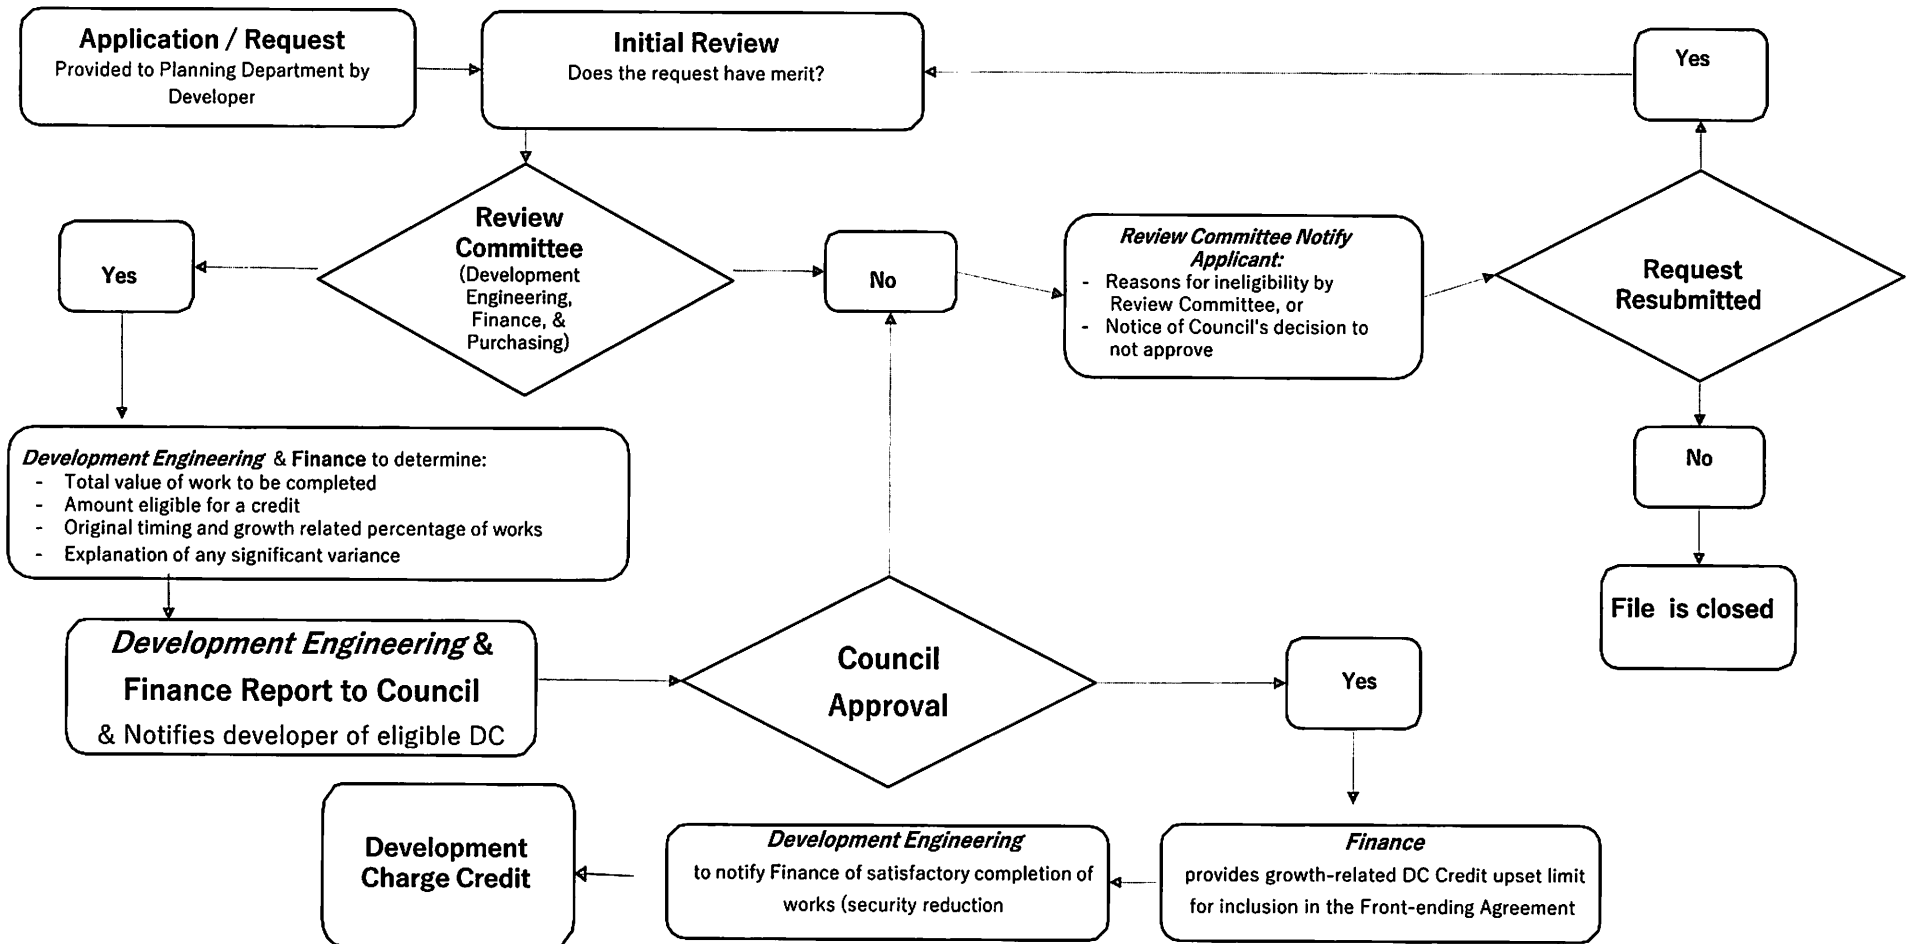 Application / Request
Provided to Planning Department by
Developer
Initial Review
Does the request have merit?
Yes
Review
Committee
(Development
Engineering,
Finance, &
Purchasing)
Yes
No
Review Committee Notify
Applicant:
- Reasons for ineligibility by
Review Committee, or
- Notice of Council's decision to
not approve
Request
Resubmitted
No
File is closed
Development Engineering & Finance to determine:
- Total value of work to be completed
- Amount eligible for a credit
- Original timing and growth related percentage of works
- Explanation of any significant variance
Development Engineering &
Finance Report to Council
& Notifies developer of eligible DC
Council
Approval
Yes
Finance
provides growth-related DC Credit upset limit
for inclusion in the Front-ending Agreement
Development Engineering
to notify Finance of satisfactory completion of
works (security reduction
Development
Charge Credit